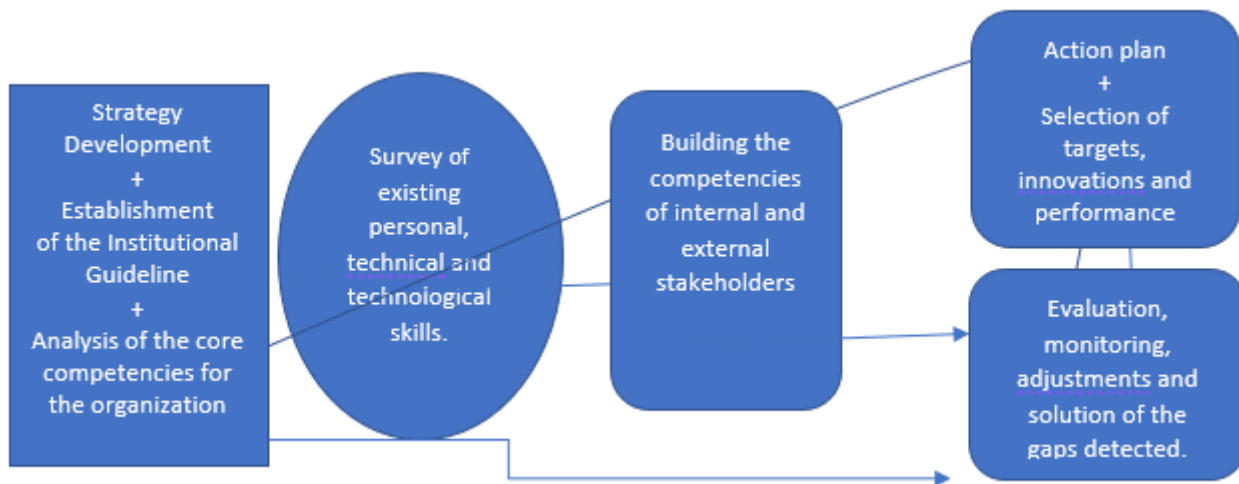 Strategy
Development
+
Establishment
of the Institutional
Guideline
+
Analysis of the core
competencies for
the organization
Survey of
existing
personal,
technical and
technological
skills.
Building the
competencies
of internal and
external
stakeholders
Action plan
+
Selection of
targets,
innovations and
performance
Evaluation,
monitoring,
adjustments and
solution of the
gaps detected.